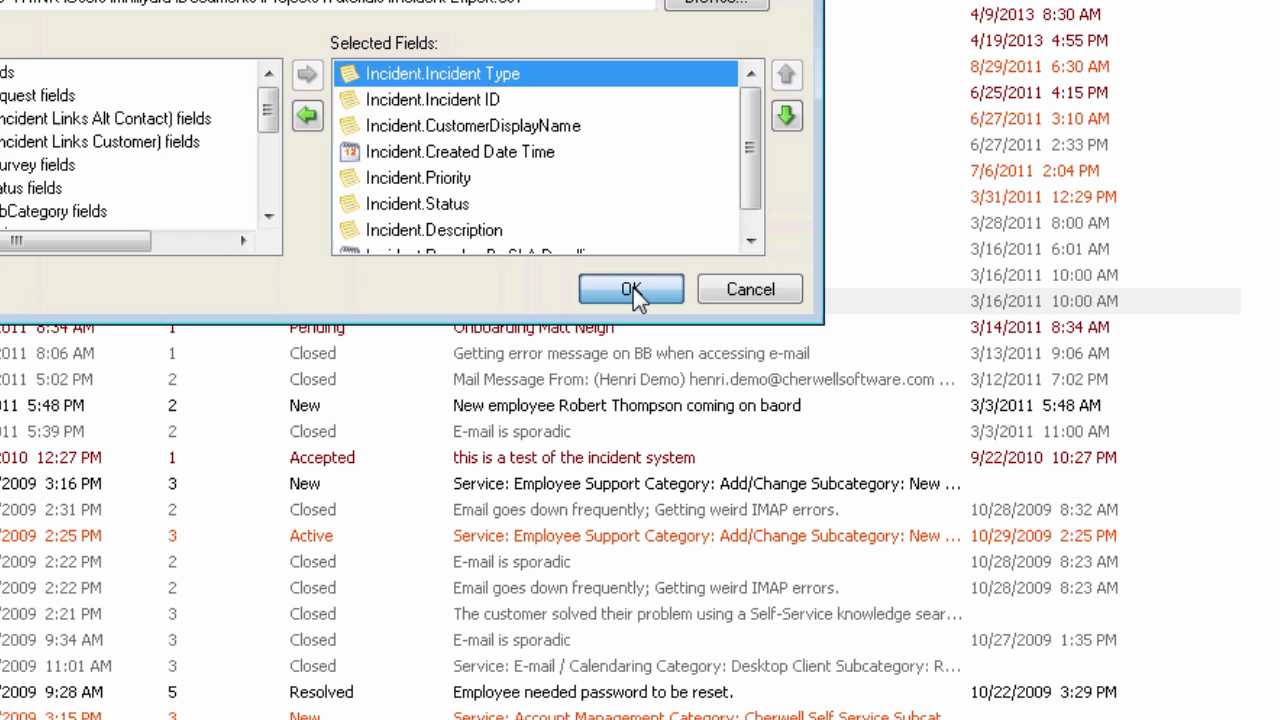 4/9/2013 8:30 AM
4/19/2013 4:55 PM
Selected Fields:
8/29/2011 6:30 AM
ds
Incident.Incident Type
6/25/2011 4:15 PM
quest fields
Incident.Incident ID
6/27/2011 3:10 AM
ncident Links Alt Contact) fields
Incident.CustomerDisplayName
6/27/2011 2:33 PM
ncident Links Customer) fields
Incident.Created Date Time
7/6/2011 2:04 PM
urvey fields
Incident.Priority
3/31/2011 12:29 PM
atus fields
Incident.Status
3/28/2011 8:00 AM
bCategory fields
Incident.Description
3/16/2011 6:01 AM
3/16/2011 10:00 AM
OK Cancel
3/16/2011 10:00 AM
011 8:34 AM 1 Pending Onboarding Matt Neigh 3/14/2011 8:34 AM
2011 8:06 AM 1 Closed Getting error message on BB when accessing e-mail 3/13/2011 9:06 AM
2011 5:02 PM 2 Closed Mail Message From: (Henri Demo) henri.demo@cherwellsoftware.com ... 3/12/2011 7:02 PM
011 5:48 PM 2 New New employee Robert Thompson coming on baord 3/3/2011 5:48 AM
011 5:39 PM 2 Closed E-mail is sporadic 3/3/2011 11:00 AM
2010 12:27 PM 1 Accepted this is a test of the incident system 9/22/2010 10:27 PM
/2009 3:16 PM 3 New Service: Employee Support Category: Add/Change Subcategory: New ...
/2009 2:31 PM 2 Closed Email goes down frequently; Getting weird IMAP errors. 10/28/2009 8:32 AM
/2009 2:25 PM 3 Active Service: Employee Support Category: Add/Change Subcategory: New ... 10/29/2009 2:25 PM
/2009 2:22 PM 2 Closed E-mail is sporadic 10/28/2009 8:23 AM
/2009 2:22 PM 2 Closed Email goes down frequently; Getting weird IMAP errors. 10/28/2009 8:23 AM
/2009 2:21 PM 3 Closed The customer solved their problem using a Self-Service knowledge sear...
/2009 9:34 AM 3 Closed E-mail is sporadic 10/27/2009 1:35 PM
/2009 11:01 AM 3 Closed Service: E-mail / Calendaring Category: Desktop Client Subcategory: R...
/2009 9:28 AM 5 Resolved Employee needed password to be reset. 10/22/2009 3:29 PM
/2009 3:15 PM 3 New Service: Account Management Category: Cherwell Self Service Subcat